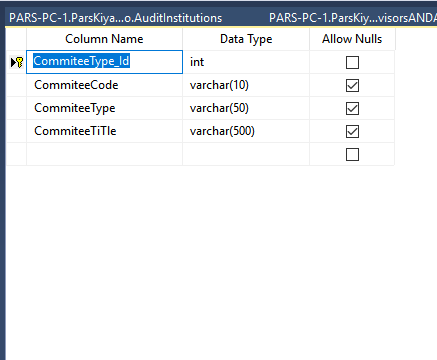 PARS-PC-1.ParsKiya...o.AuditInstitutions PARS-PC-1.ParsKiy...visorsANDA
Column Name Data Type Allow Nulls
CommiteeType_Id int
CommiteeCode varchar(10)
CommiteeType varchar(50)
CommiteeTiTle varchar(500)